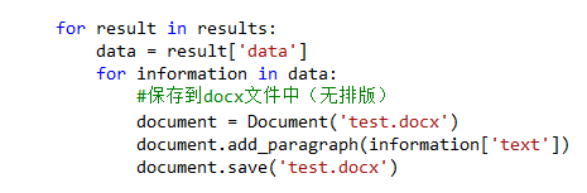 for result in results:
data = result['data']
for information in data:
#保存到docx文件中（无排版）
document = Document('test.docx')
document.add_paragraph(information['text'])
document.save('test.docx')